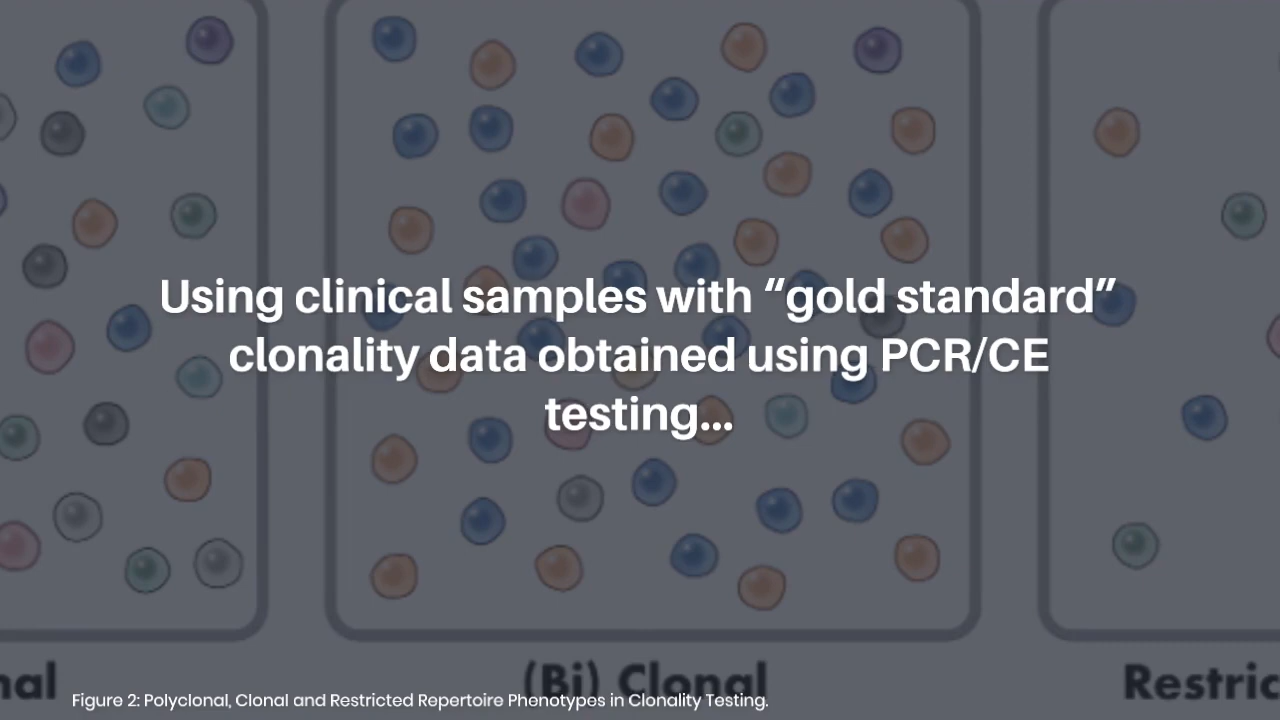 Using clinical samples with “gold standard”
clonality data obtained using PCR/CE
testing...
nal
(Bi) Clonal
Restric
Figure 2: Polyclonal, Clonal and Restricted Repertoire Phenotypes in Clonality Testing.